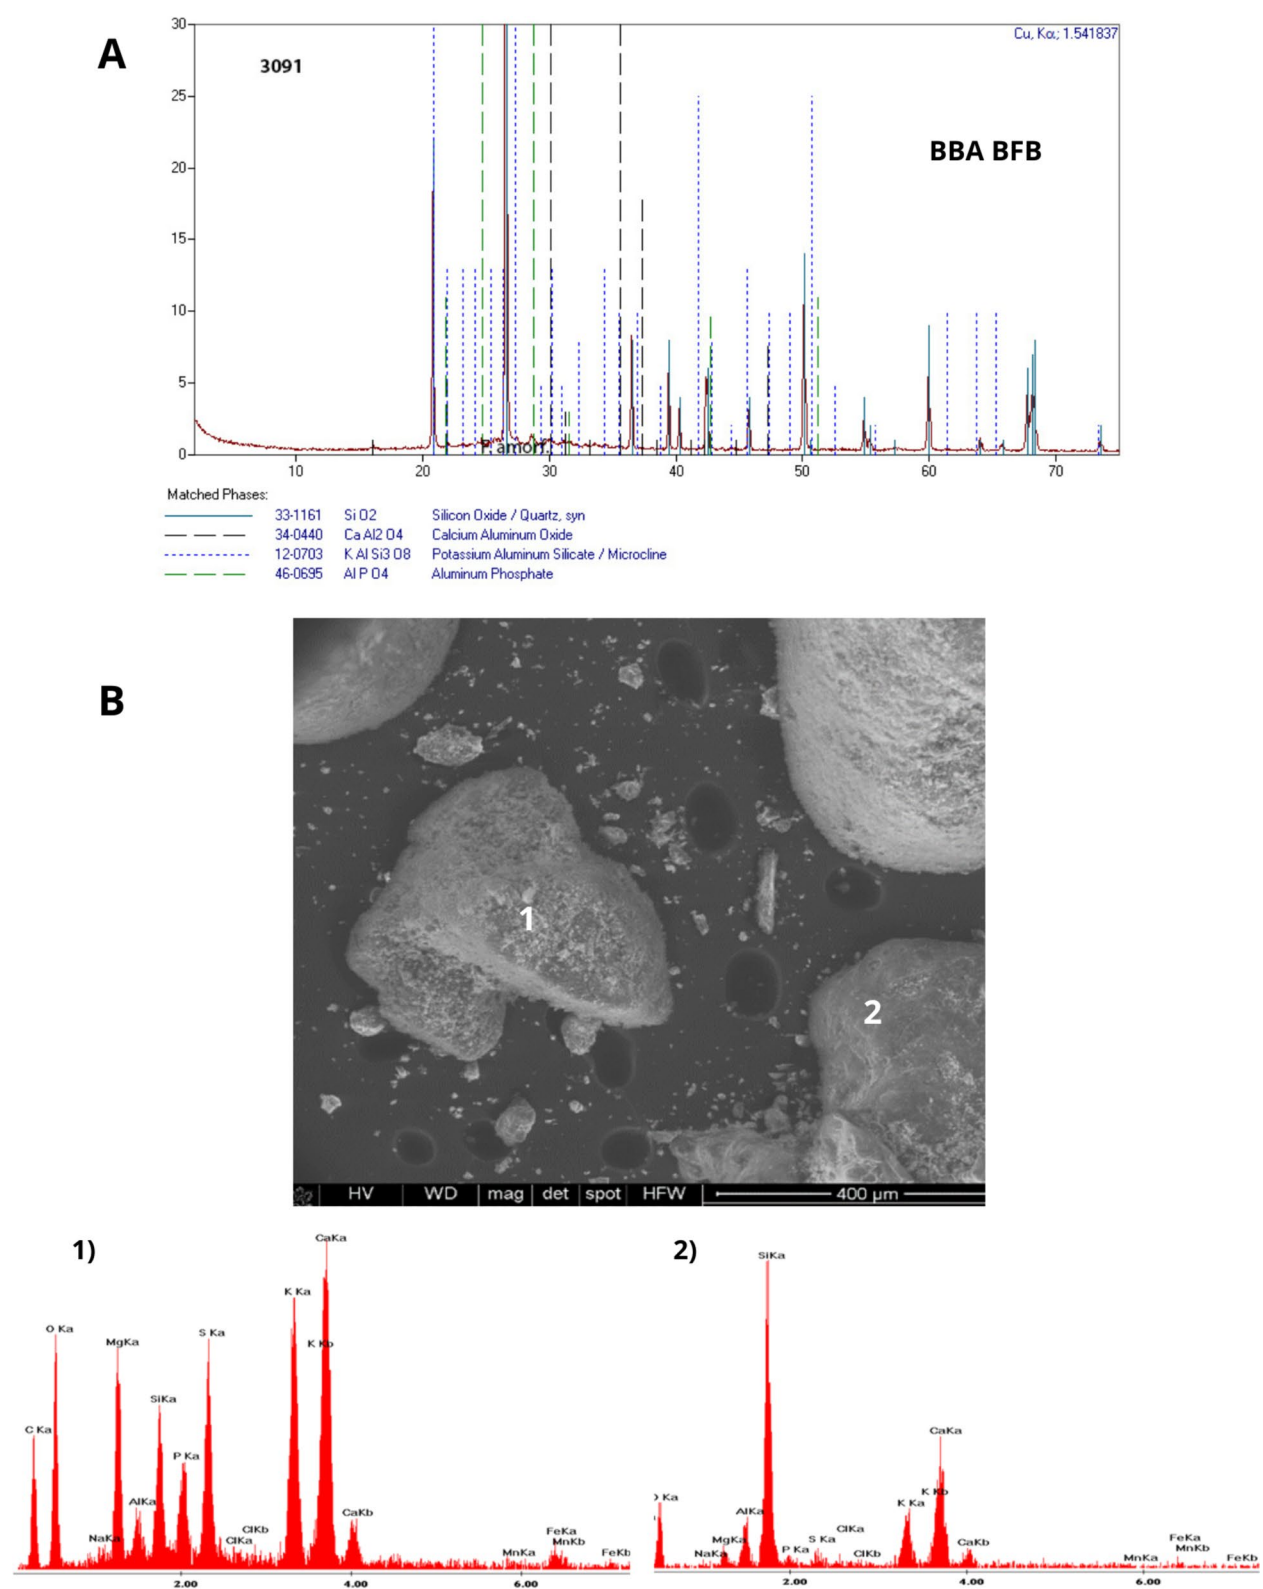 A
30
Cu, Kα; 1.541837
3091
25
BBA BFB
20
15
10
5
0
10 20 30 40 50 60 70
Matched Phases:
33-1161 Si O2 Silicon Oxide / Quartz, syn
34-0440 Ca Al2 O4 Calcium Aluminum Oxide
12-0703 K Al Si3 O8 Potassium Aluminum Silicate / Microcline
46-0695 Al P O4 Aluminum Phosphate
B
1
2
HV WD mag det spot HFW 400 µm
1)
CaKa
K Ka
O Ka
S Ka
MgKa
K Kb
SiKa
C Ka
P Ka
AlKa
CaKb
NaKa
ClKb
ClKa
FeKa
MnKb
MnKa
FeKb
2.00 4.00 6.00
2)
SiKa
CaKa
K Kb
Ka
K Ka
AlKa
ClKa
MgKa
S Ka
CaKb
NaKa
P Ka
ClKb
FeKa
MnKb
MnKa
FeKb
2.00 4.00 6.00